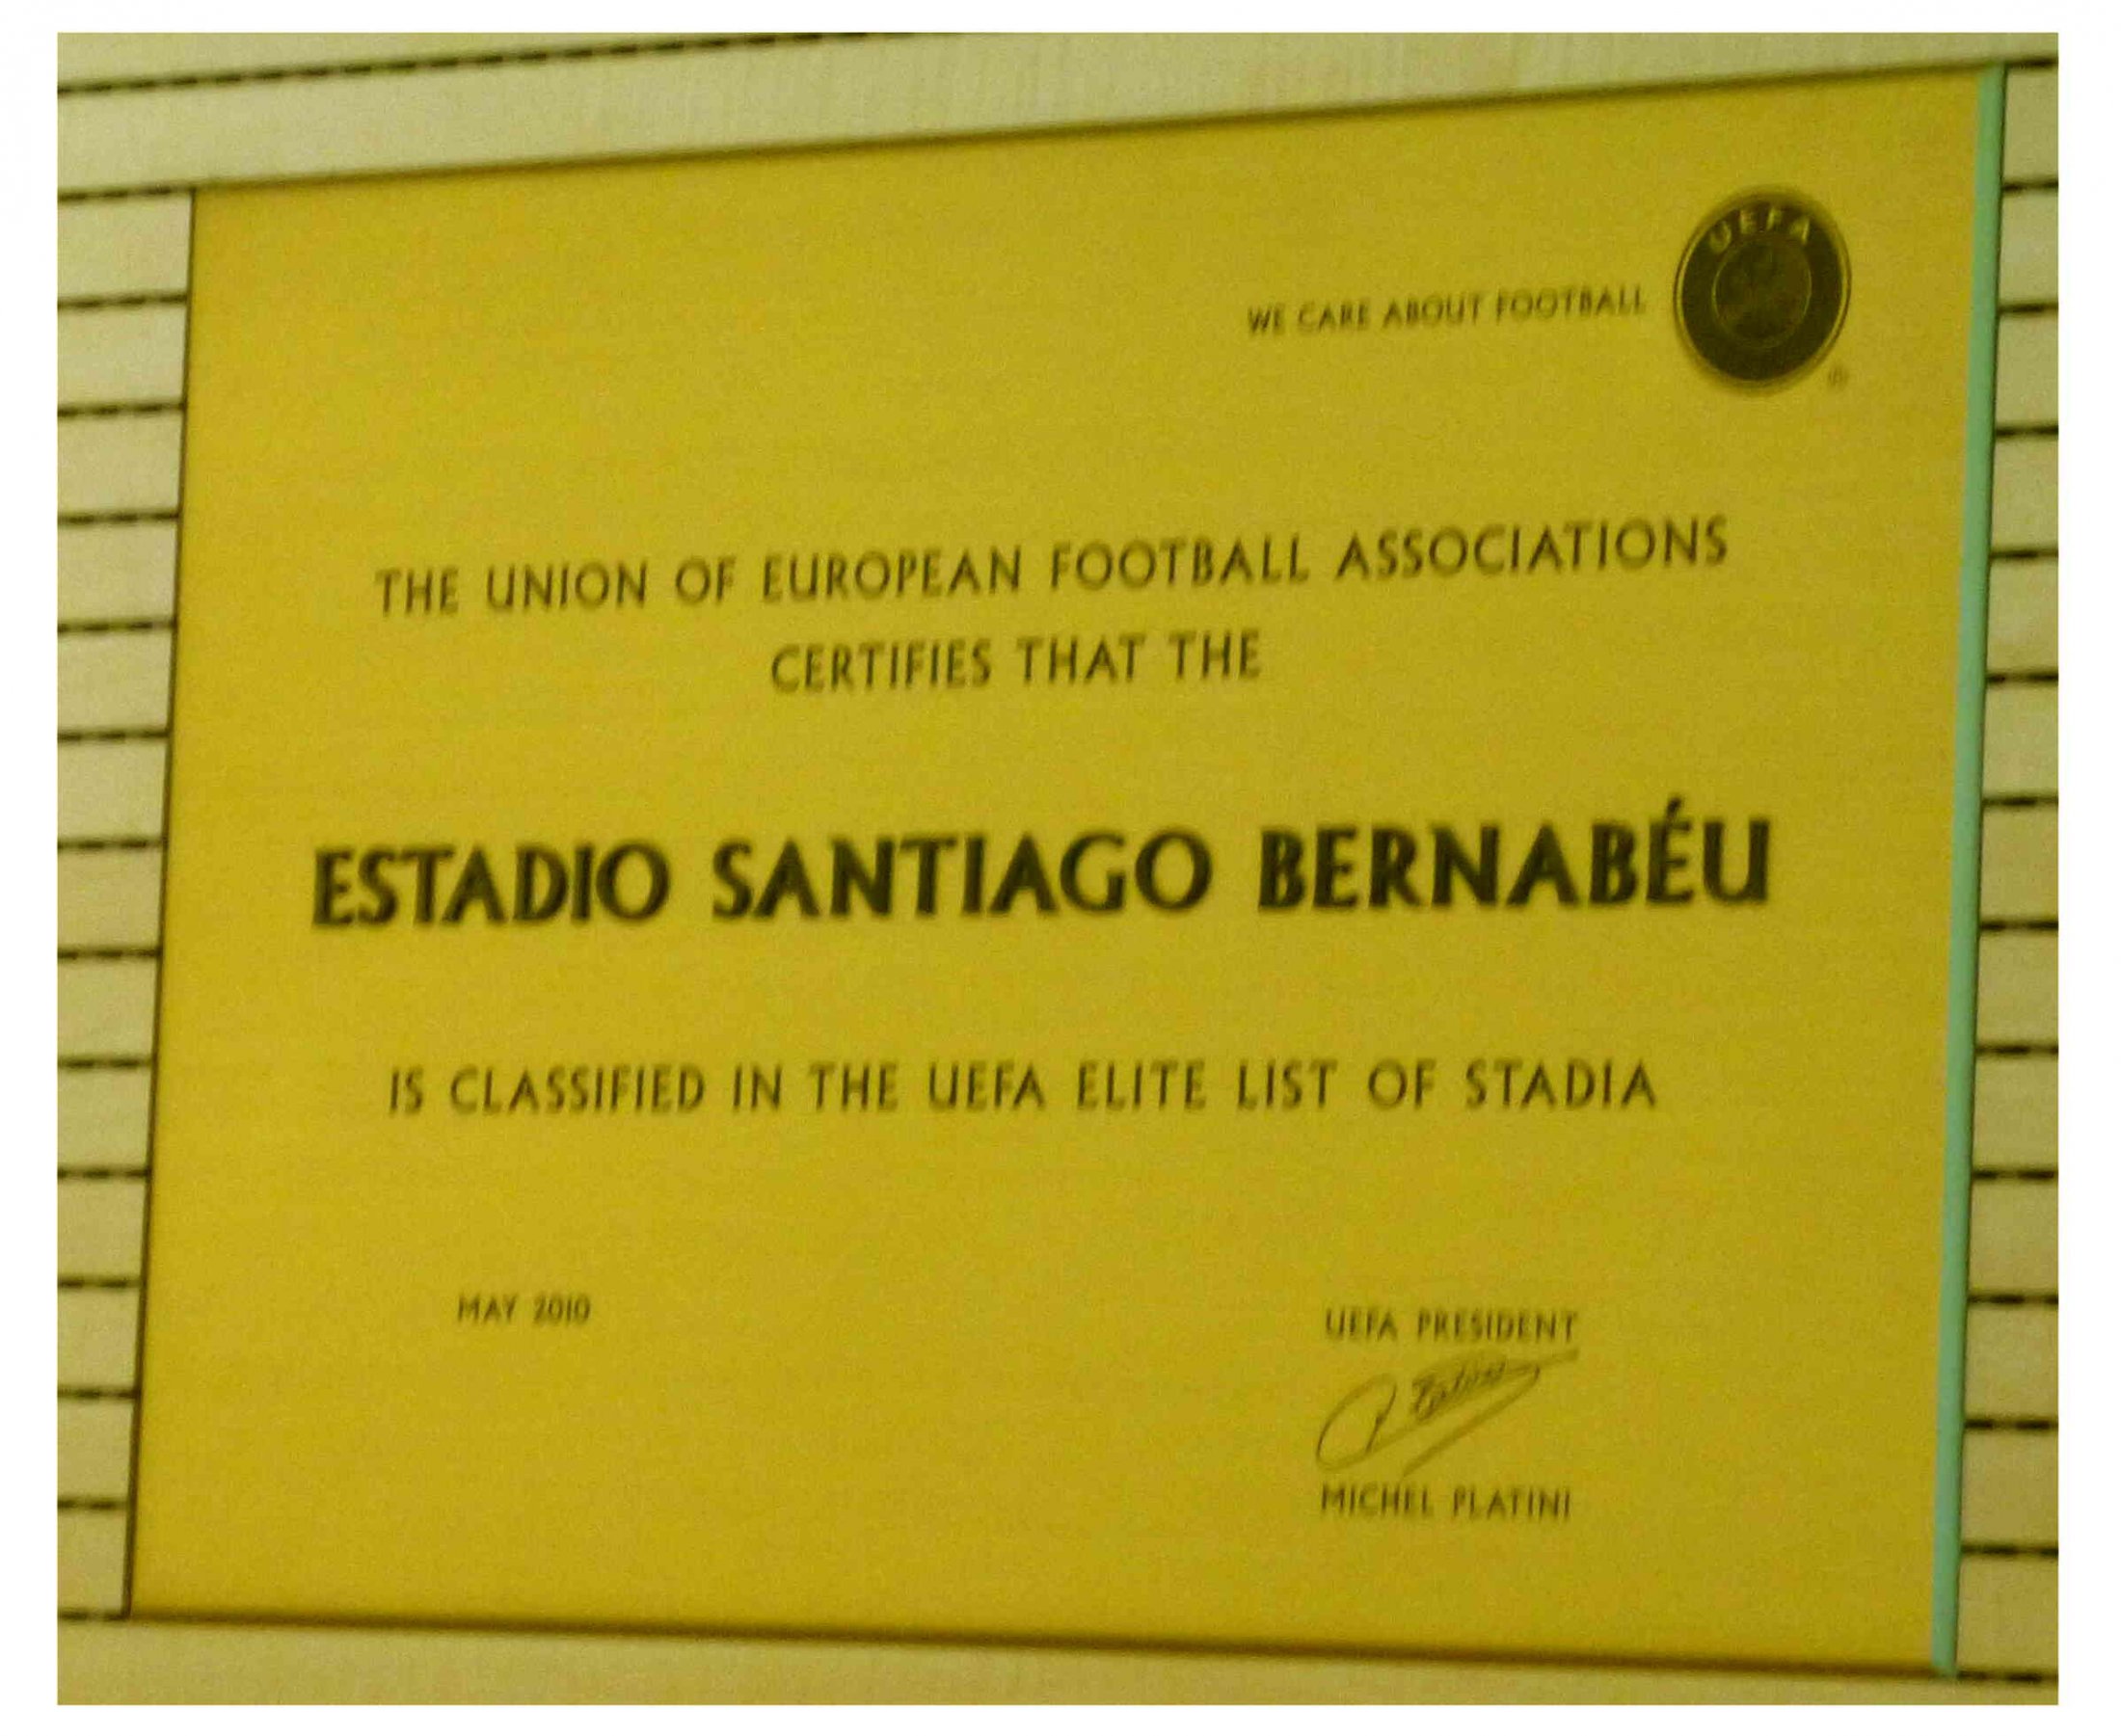 UEFA
WE CARE ABOUT FOOTBALL
®
THE UNION OF EUROPEAN FOOTBALL ASSOCIATIONS
CERTIFIES THAT THE
ESTADIO SANTIAGO BERNABÉU
IS CLASSIFIED IN THE UEFA ELITE LIST OF STADIA
MAY 2010
UEFA PRESIDENT
MICHEL PLATINI